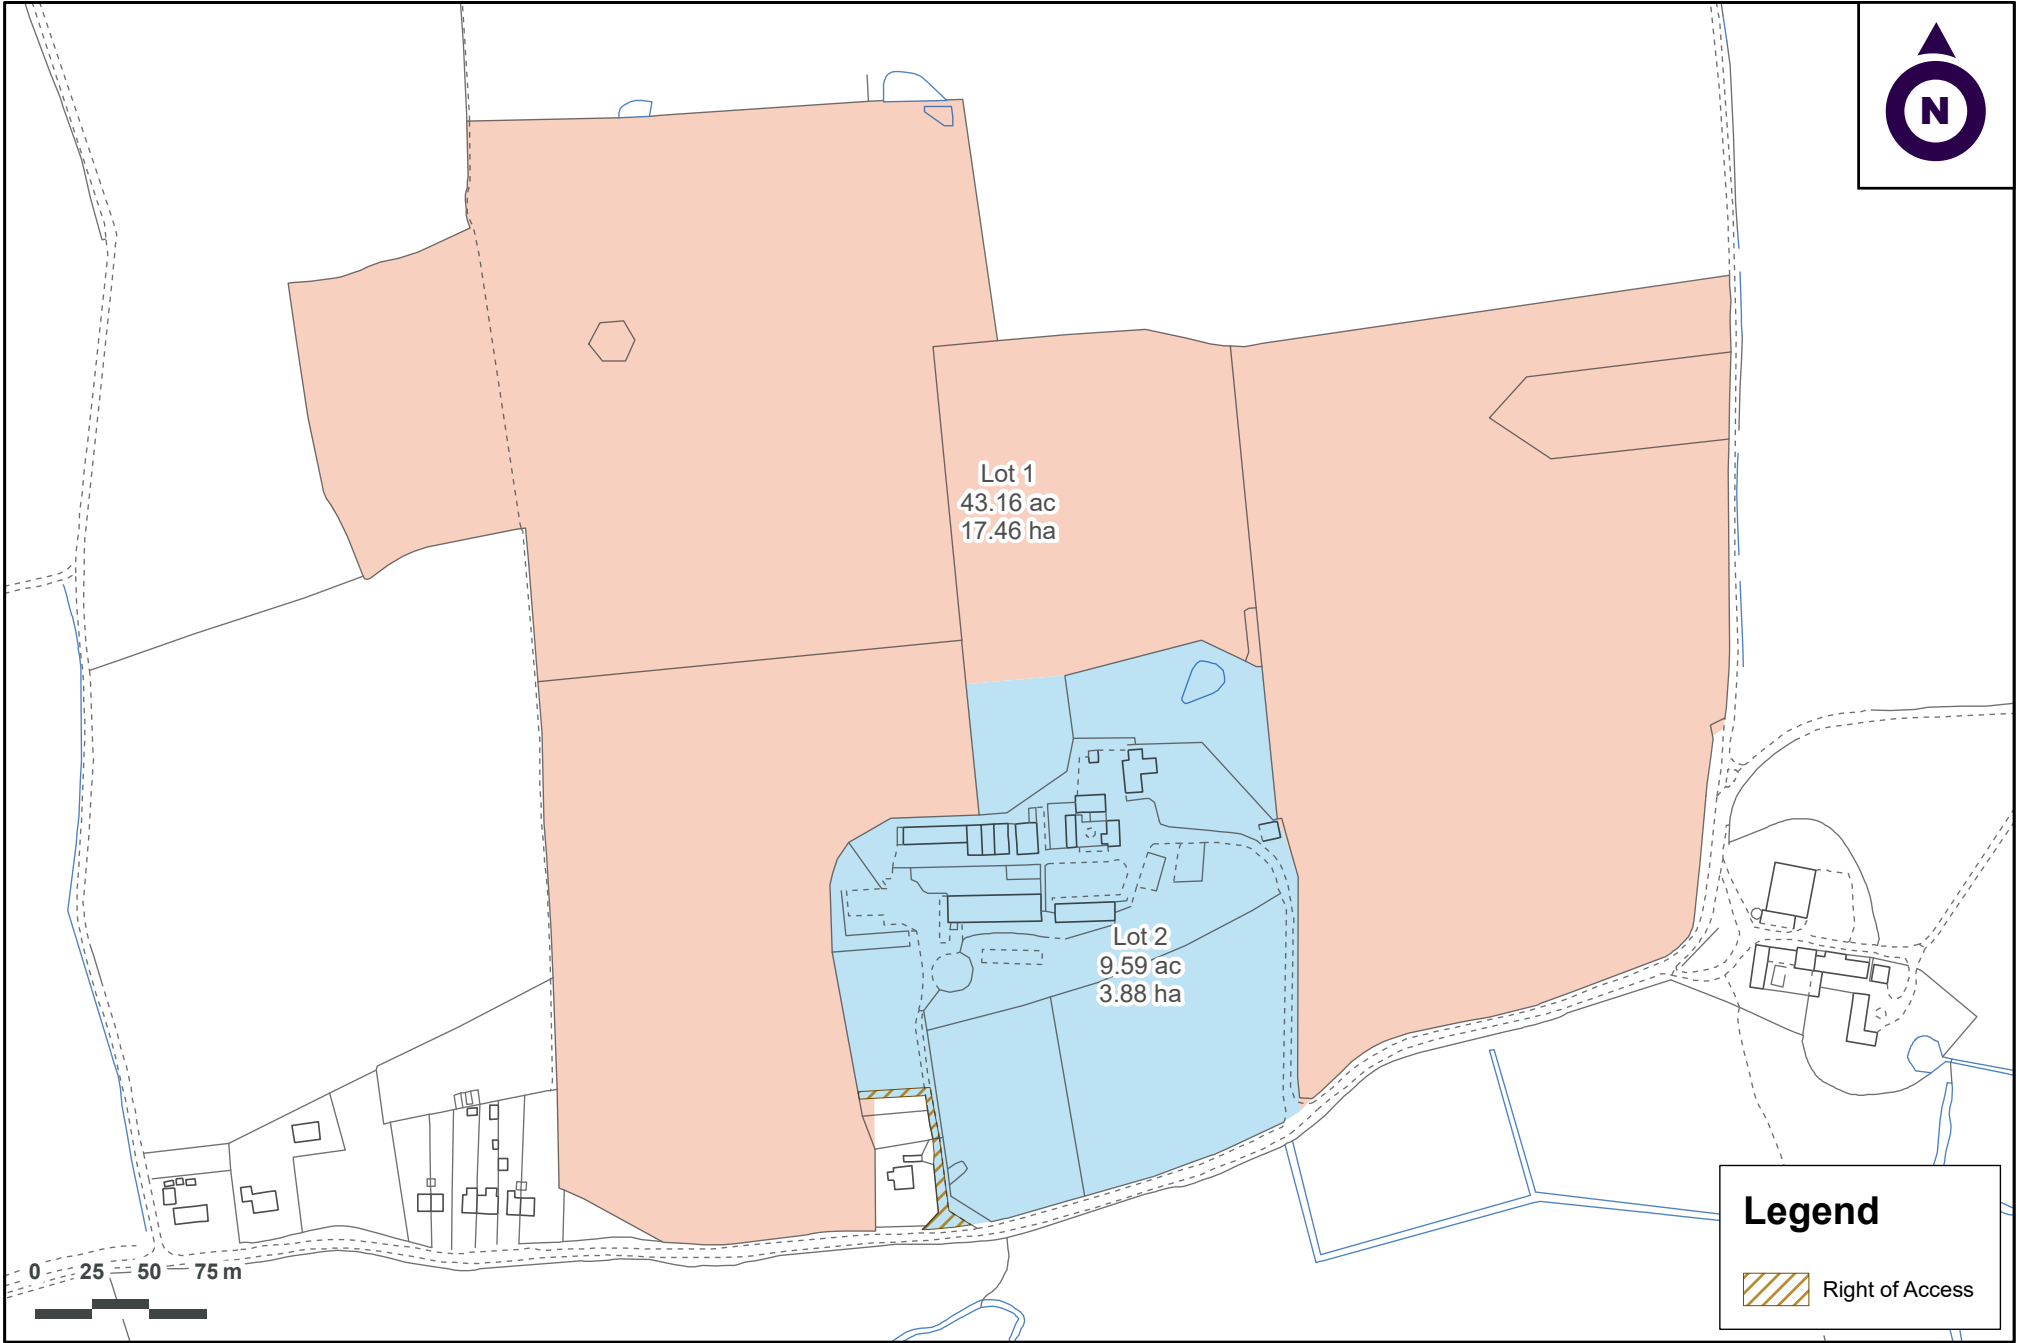 N
Lot 1
43.16 ac
17.46 ha
Lot 2
9.59 ac
3.88 ha
Legend
Right of Access
0 25 50 75 m